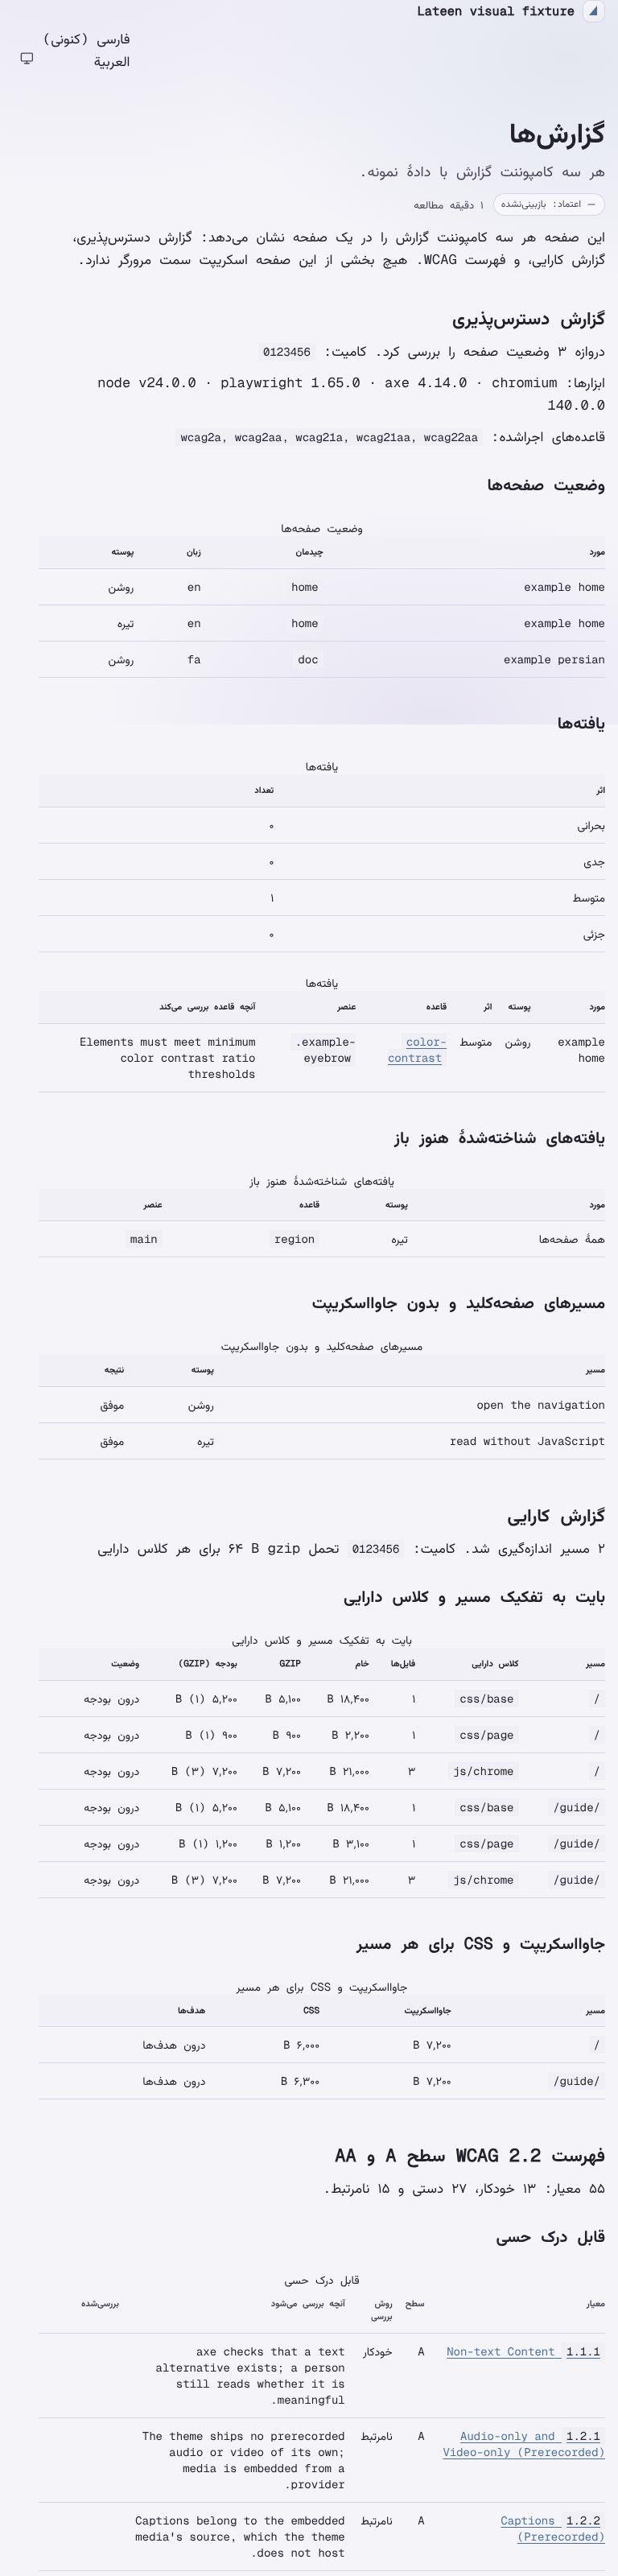 Lateen visual fixture
فارسی (کنونی)
العربية
گزارش‌ها
هر سه کامپوننت گزارش با دادهٔ نمونه.
— اعتماد: بازبینی‌نشده ۱ دقیقه مطالعه
این صفحه هر سه کامپوننت گزارش را در یک صفحه نشان می‌دهد: گزارش دسترس‌پذیری،
گزارش کارایی، و فهرست WCAG. هیچ بخشی از این صفحه اسکریپت سمت مرورگر ندارد.
گزارش دسترس‌پذیری
دروازه ۳ وضعیت صفحه را بررسی کرد. کامیت: 0123456
ابزارها: node v24.0.0 · playwright 1.65.0 · axe 4.14.0 · chromium
140.0.0
قاعده‌های اجراشده: wcag2a, wcag2aa, wcag21a, wcag21aa, wcag22aa
وضعیت صفحه‌ها
وضعیت صفحه‌ها
مورد چیدمان زبان پوسته
example home home en روشن
example home home en تیره
example persian doc fa روشن
یافته‌ها
یافته‌ها
اثر تعداد
بحرانی ۰
جدی ۰
متوسط ۱
جزئی ۰
یافته‌ها
مورد پوسته اثر قاعده عنصر آنچه قاعده بررسی می‌کند
example home روشن متوسط color-contrast .example-eyebrow Elements must meet minimum
color contrast ratio
thresholds
یافته‌های شناخته‌شدهٔ هنوز باز
یافته‌های شناخته‌شدهٔ هنوز باز
مورد پوسته قاعده عنصر
همهٔ صفحه‌ها تیره region main
مسیرهای صفحه‌کلید و بدون جاوااسکریپت
مسیرهای صفحه‌کلید و بدون جاوااسکریپت
مسیر پوسته نتیجه
open the navigation روشن موفق
read without JavaScript تیره موفق
گزارش کارایی
۲ مسیر اندازه‌گیری شد. کامیت: 0123456 تحمل ۶۴ B gzip برای هر کلاس دارایی
بایت به تفکیک مسیر و کلاس دارایی
بایت به تفکیک مسیر و کلاس دارایی
مسیر کلاس دارایی فایل‌ها خام GZIP بودجه (GZIP) وضعیت
/ css/base ۱ ۱۸٬۴۰۰ B ۵٬۱۰۰ B ۵٬۲۰۰ B (۱) درون بودجه
/ css/page ۱ ۲٬۲۰۰ B ۹۰۰ B ۹۰۰ B (۱) درون بودجه
/ js/chrome ۳ ۲۱٬۰۰۰ B ۷٬۲۰۰ B ۷٬۲۰۰ B (۳) درون بودجه
/guide/ css/base ۱ ۱۸٬۴۰۰ B ۵٬۱۰۰ B ۵٬۲۰۰ B (۱) درون بودجه
/guide/ css/page ۱ ۳٬۱۰۰ B ۱٬۲۰۰ B ۱٬۲۰۰ B (۱) درون بودجه
/guide/ js/chrome ۳ ۲۱٬۰۰۰ B ۷٬۲۰۰ B ۷٬۲۰۰ B (۳) درون بودجه
جاوااسکریپت و CSS برای هر مسیر
جاوااسکریپت و CSS برای هر مسیر
مسیر جاوااسکریپت CSS هدف‌ها
/ ۷٬۲۰۰ B ۶٬۰۰۰ B درون هدف‌ها
/guide/ ۷٬۲۰۰ B ۶٬۳۰۰ B درون هدف‌ها
فهرست WCAG 2.2 سطح A و AA
۵۵ معیار: ۱۳ خودکار، ۲۷ دستی و ۱۵ نامرتبط.
قابل درک حسی
قابل درک حسی
معیار سطح روش بررسی آنچه بررسی می‌شود بررسی‌شده
1.1.1 Non-text Content A خودکار axe checks that a text
alternative exists; a person
still reads whether it is
meaningful.
1.2.1 Audio-only and Video-only (Prerecorded) A نامرتبط The theme ships no prerecorded
audio or video of its own;
media is embedded from a
provider.
1.2.2 Captions (Prerecorded) A نامرتبط Captions belong to the embedded
media's source, which the theme
does not host.